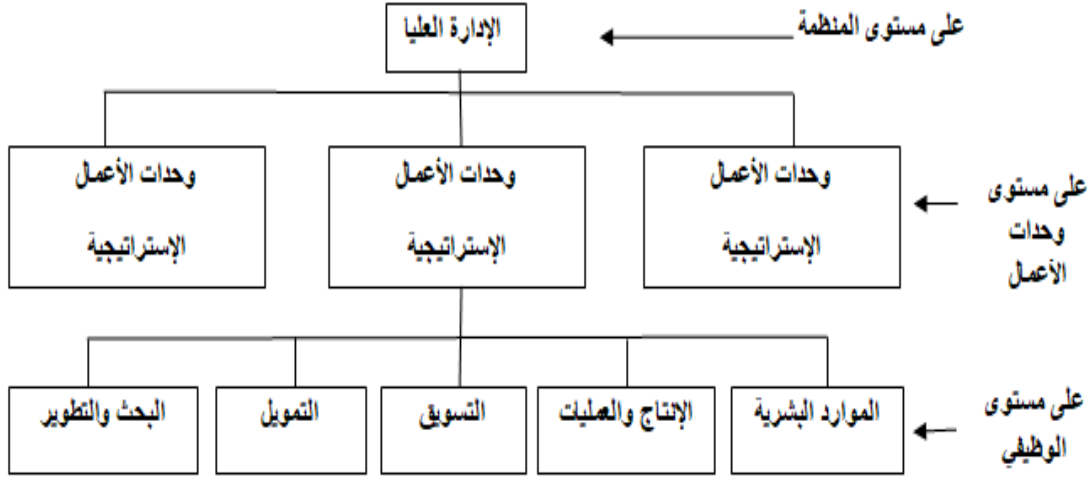 على مستوى المنظمة
الإدارة العليا
على مستوى
وحدات
الأعمال
وحدات الأعمال
الإستراتيجية
وحدات الأعمال
الإستراتيجية
وحدات الأعمال
الإستراتيجية
على مستوى
الوظيفي
الموارد البشرية
الإنتاج والعمليات
التسويق
التمويل
البحث والتطوير